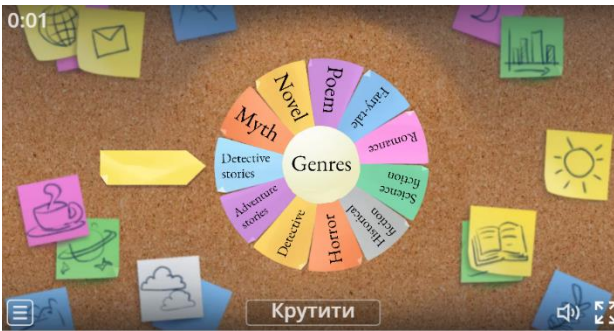 0:01
Poem
Fairy-tale
Romance
Science
fiction
Historical
fiction
Horror
Detective
Adventure
stories
Detective
stories
Myth
Novel
Genres
Крутити